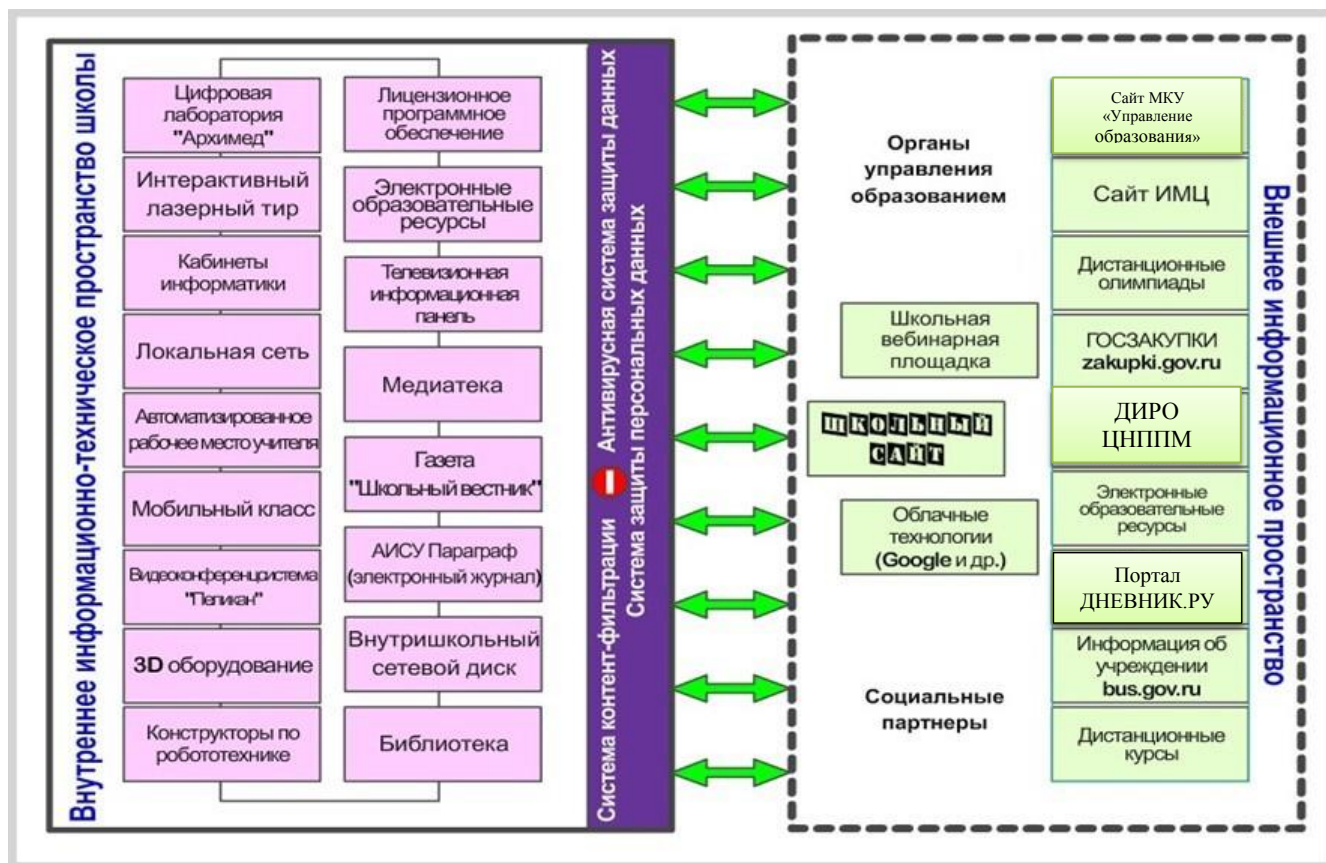 Внутреннее информационно-техническое пространство школы
Цифровая
лаборатория
"Архимед"
Интерактивный
лазерный тир
Кабинеты
информатики
Локальная сеть
Автоматизированное
рабочее место учителя
Мобильный класс
Видеоконференцсистема
"Пеликан"
3D оборудование
Конструкторы по
робототехнике
Лицензионное
программное
обеспечение
Электронные
образовательные
ресурсы
Телевизионная
информационная
панель
Медиатека
Газета
"Школьный вестник"
АИСУ Параграф
(электронный журнал)
Внутришкольный
сетевой диск
Библиотека
Система контент-фильтрации
Антивирусная система защиты данных
Система защиты персональных данных
Органы
управления
образованием
Школьная
вебинарная
площадка
ШКОЛЬНЫЙ
САЙТ
Облачные
технологии
(Google и др.)
Социальные
партнеры
Сайт МКУ
«Управление
образования»
Сайт ИМЦ
Дистанционные
олимпиады
ГОСЗАКУПКИ
zakupki.gov.ru
ДИРО
ЦНППМ
Электронные
образовательные
ресурсы
Портал
ДНЕВНИК.РУ
Информация об
учреждении
bus.gov.ru
Дистанционные
курсы
Внешнее информационное пространство